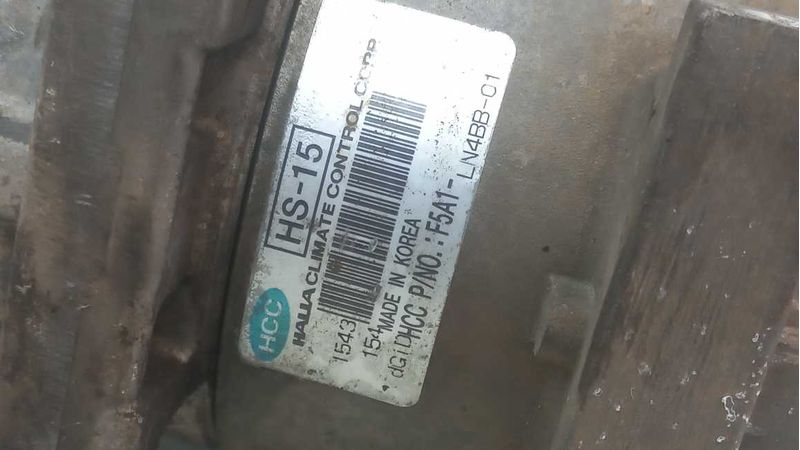 HCC
HS-15
HALLA CLIMATE CONTROL CORP
1543
154
MADE IN KOREA
HCC P/NO.: F5A1-LN4BB-01